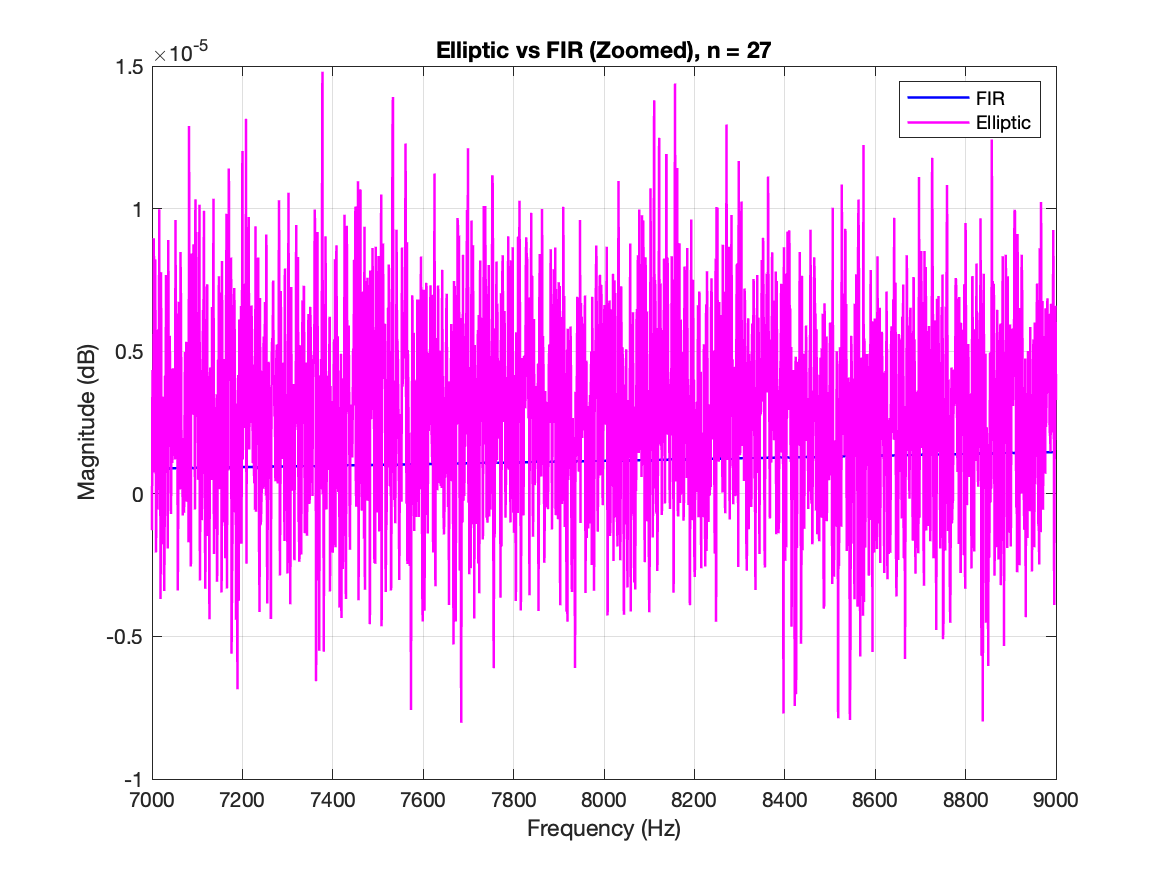 Elliptic vs FIR (Zoomed), n = 27
×10-5
1.5
1
0.5
0
-0.5
-1
Magnitude (dB)
7000 7200 7400 7600 7800 8000 8200 8400 8600 8800 9000
Frequency (Hz)
FIR
Elliptic